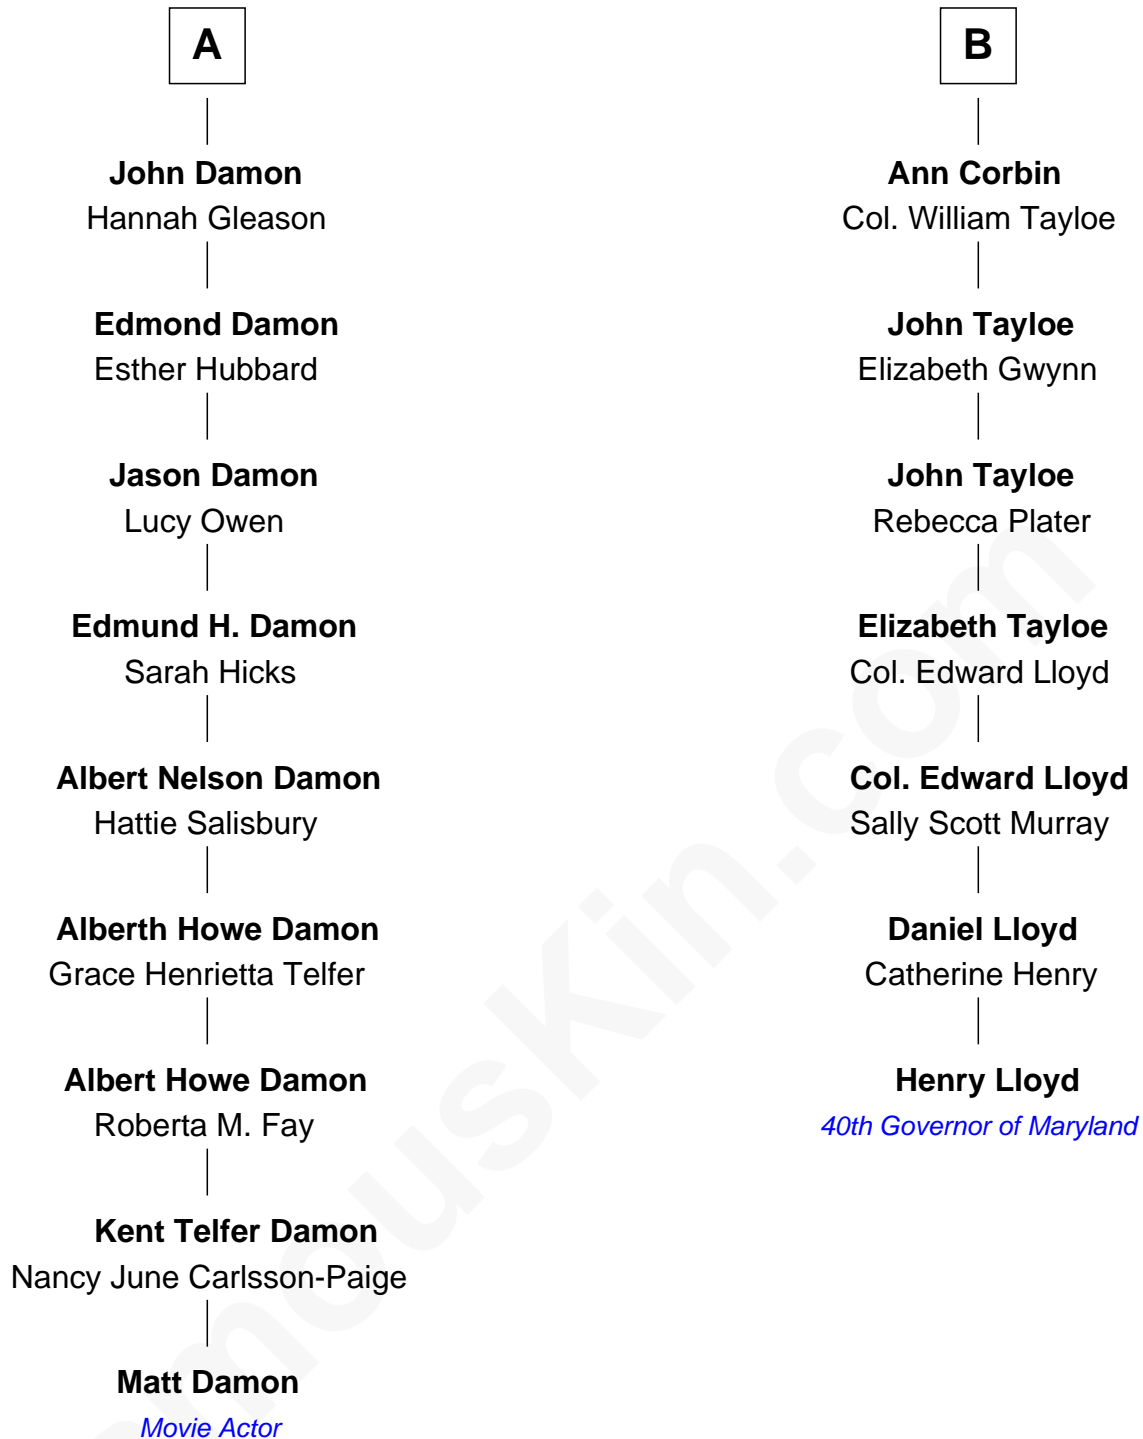 A
John Damon
Hannah Gleason
Edmond Damon
Esther Hubbard
Jason Damon
Lucy Owen
Edmund H. Damon
Sarah Hicks
Albert Nelson Damon
Hattie Salisbury
Alberth Howe Damon
Grace Henrietta Telfer
Albert Howe Damon
Roberta M. Fay
Kent Telfer Damon
Nancy June Carlsson-Paige
Matt Damon
Movie Actor
B
Ann Corbin
Col. William Tayloe
John Tayloe
Elizabeth Gwynn
John Tayloe
Rebecca Plater
Elizabeth Tayloe
Col. Edward Lloyd
Col. Edward Lloyd
Sally Scott Murray
Daniel Lloyd
Catherine Henry
Henry Lloyd
40th Governor of Maryland
mousKin.com